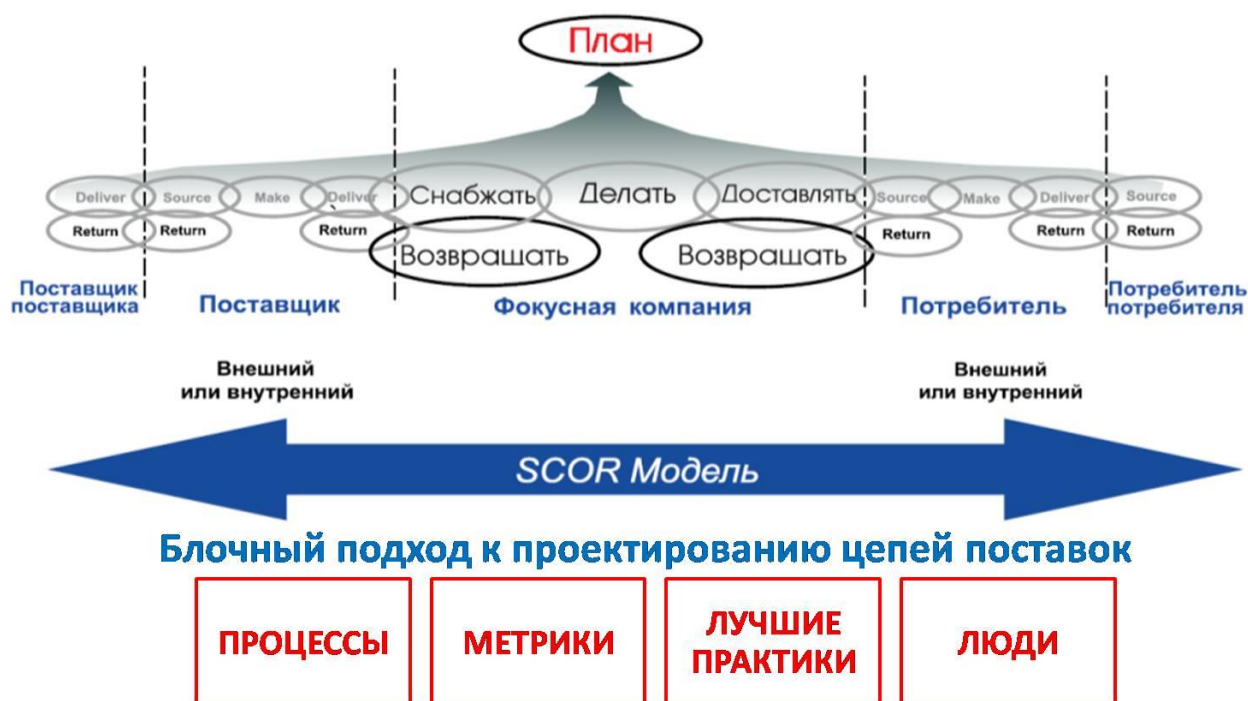 План
Deliver
Source
Make
Deliver
Снабжать
Делать
Доставлять
Source
Make
Deliver
Source
Return
Return
Return
Возвращать
Возвращать
Return
Return
Return
Поставщик
поставщика
Поставщик
Фокусная компания
Потребитель
Потребитель
потребителя
Внешний
или внутренний
Внешний
или внутренний
SCOR Модель
Блочный подход к проектированию цепей поставок
ПРОЦЕССЫ
МЕТРИКИ
ЛУЧШИЕ
ПРАКТИКИ
ЛЮДИ